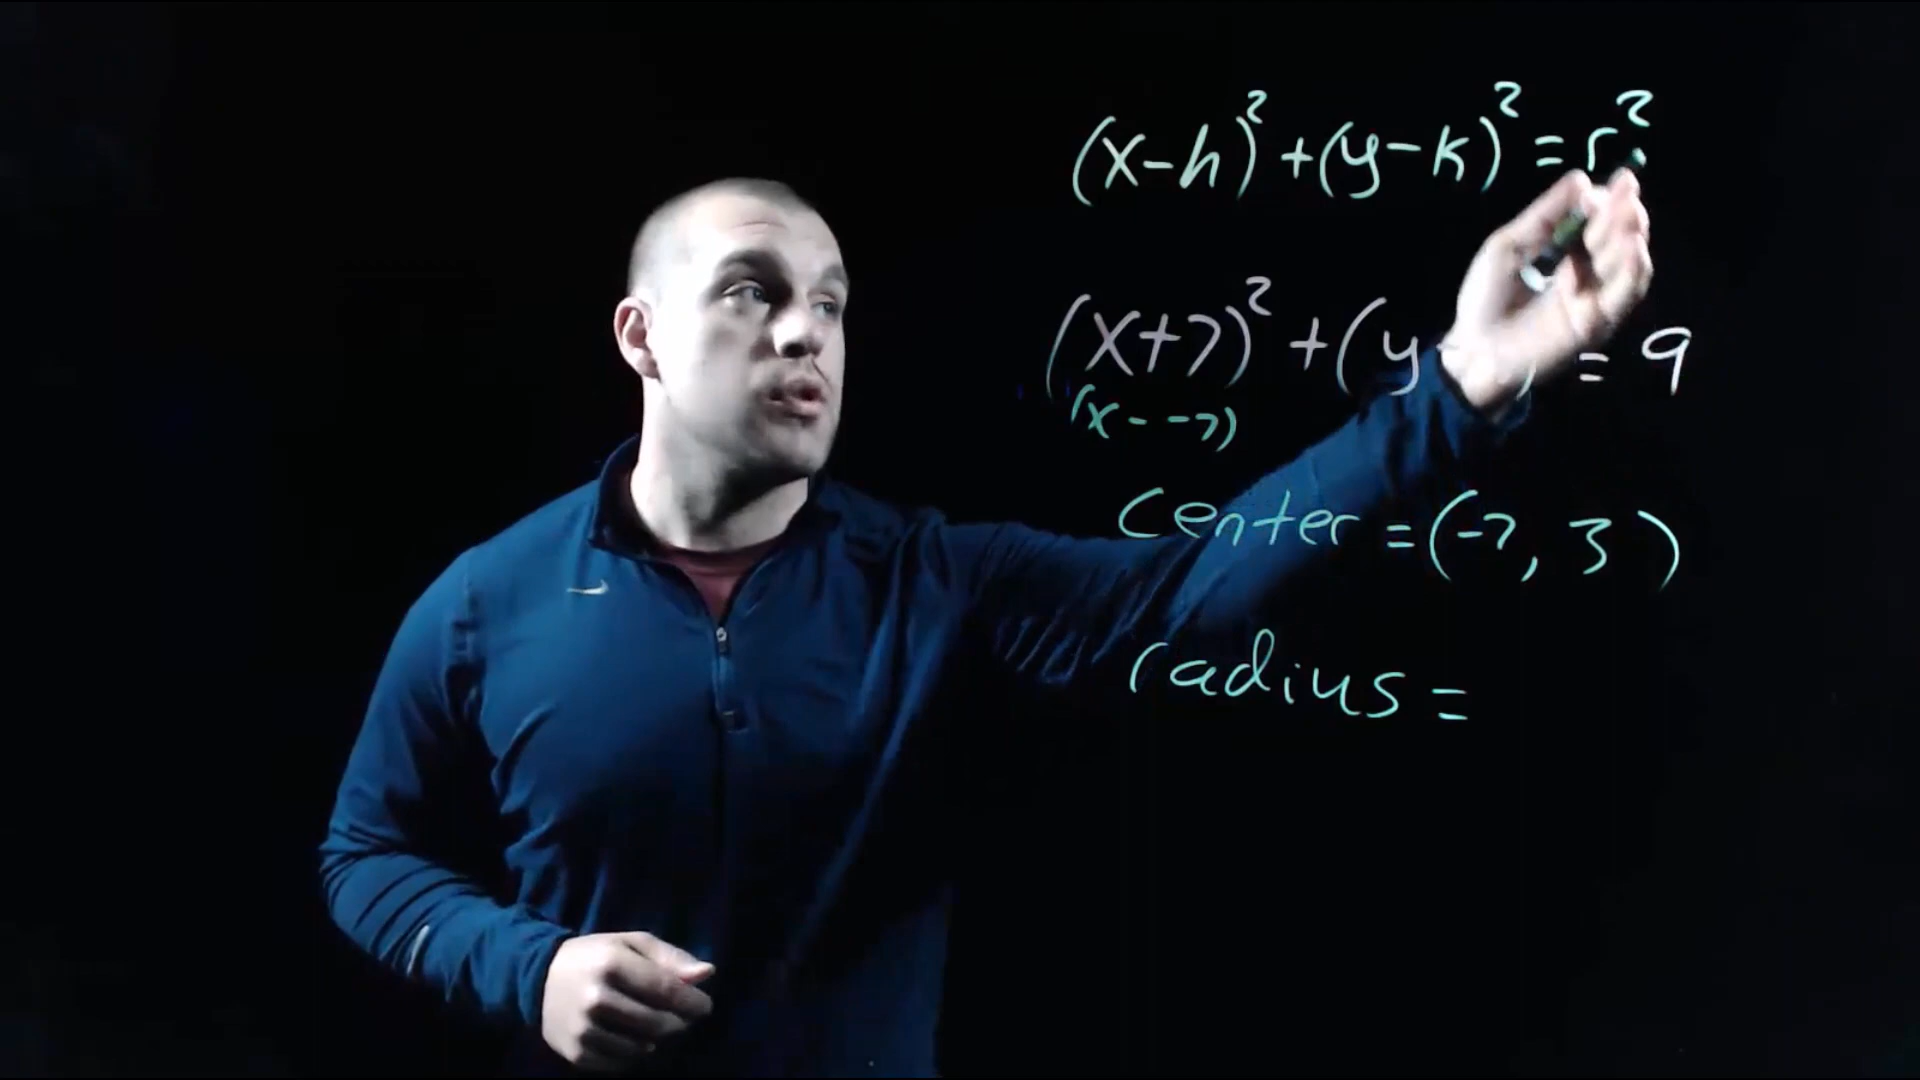 (x-h)² + (y-k)² = r²
(x+7)² + (y- ) = 9
(x - -7)
center = (-7, 3)
radius =